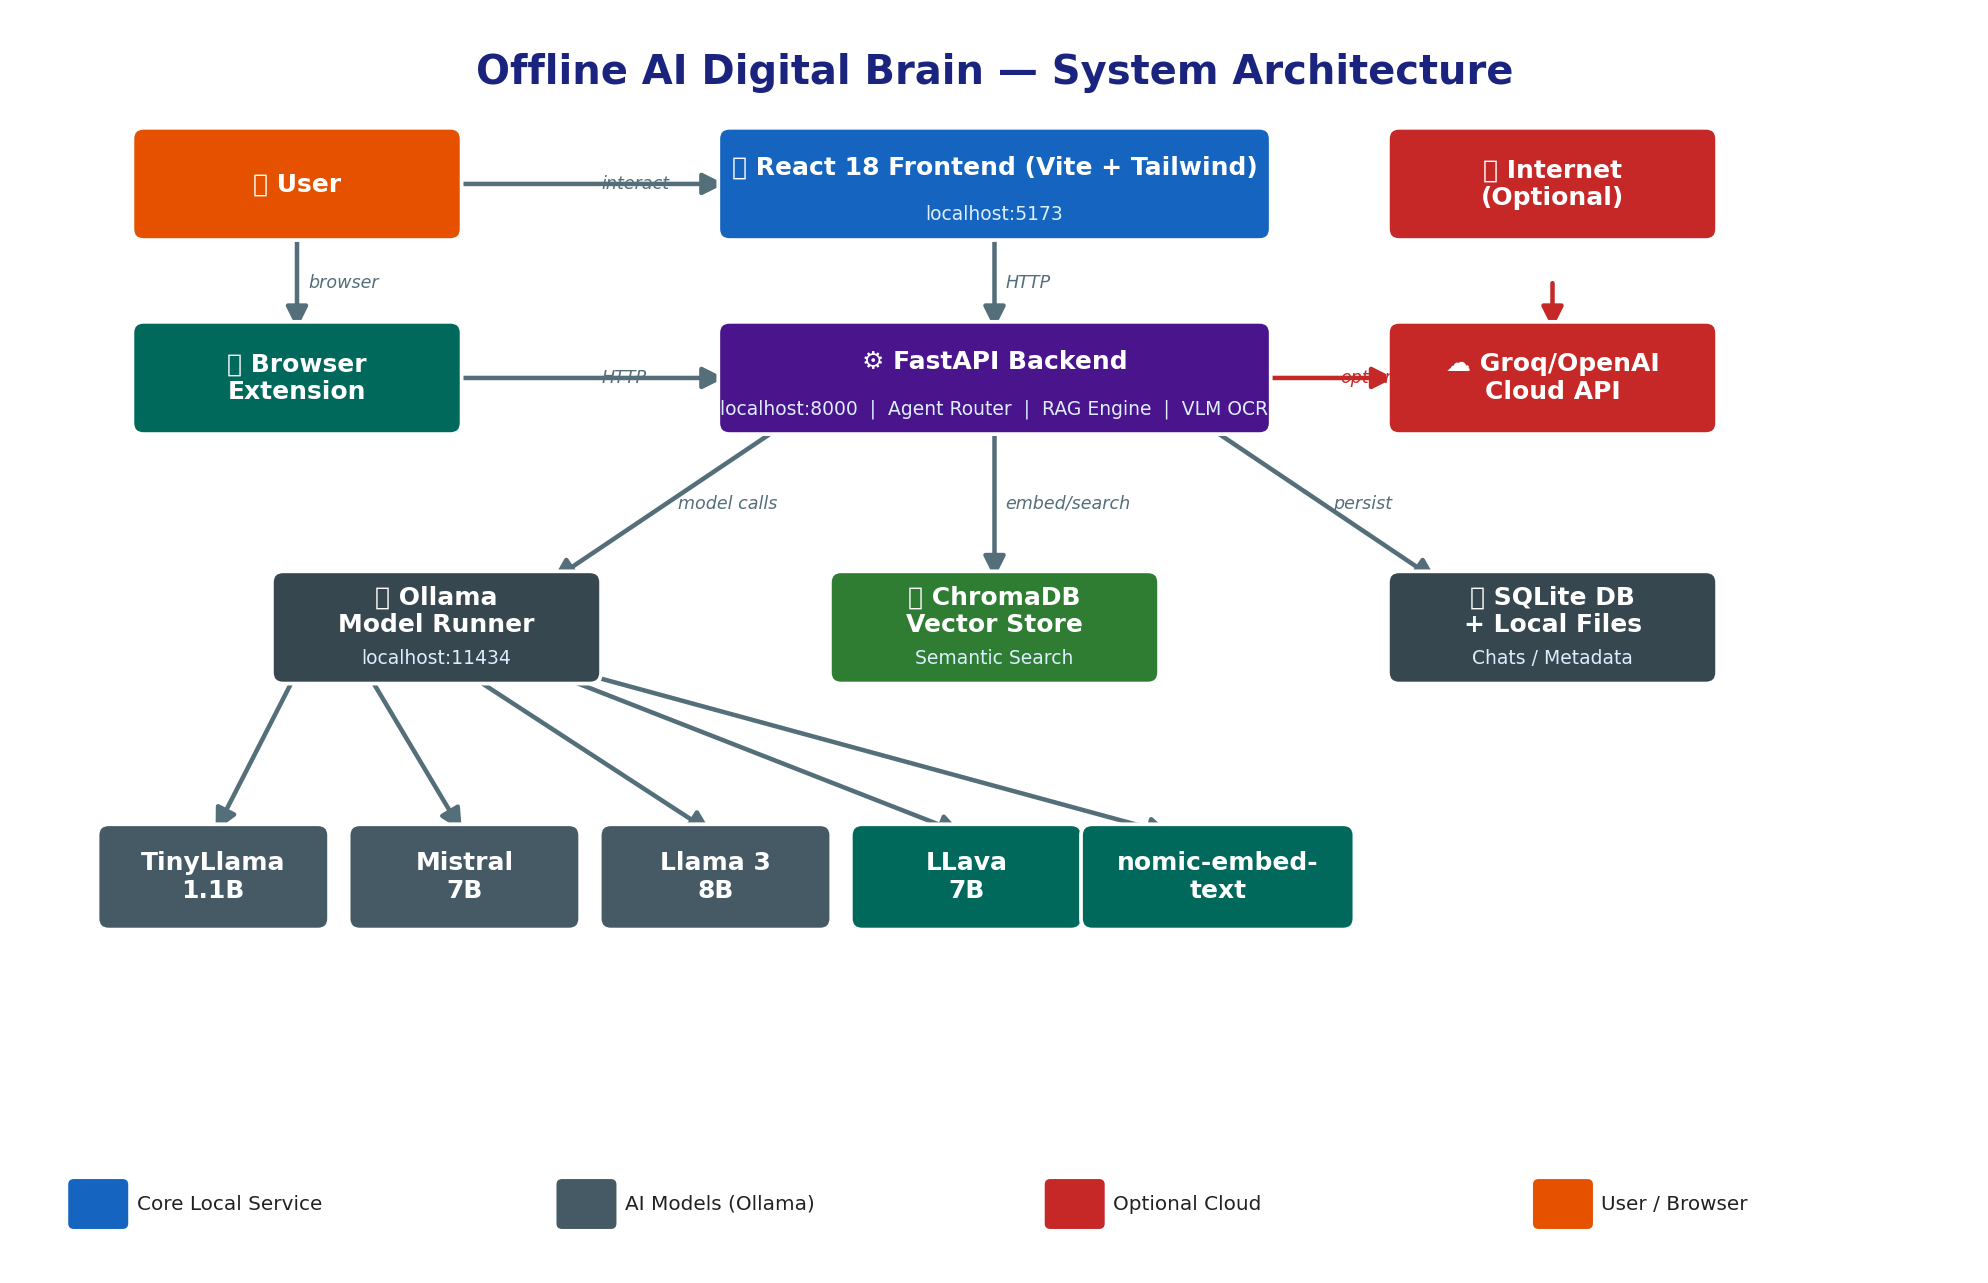 Offline AI Digital Brain — System Architecture
User
interact
React 18 Frontend (Vite + Tailwind)
localhost:5173
Internet
(Optional)
browser
HTTP
Browser
Extension
HTTP
⚙ FastAPI Backend
localhost:8000 | Agent Router | RAG Engine | VLM OCR
☁ Groq/OpenAI
Cloud API
model calls
embed/search
persist
Ollama
Model Runner
localhost:11434
ChromaDB
Vector Store
Semantic Search
SQLite DB
+ Local Files
Chats / Metadata
TinyLlama
1.1B
Mistral
7B
Llama 3
8B
LLava
7B
nomic-embed-
text
Core Local Service
AI Models (Ollama)
Optional Cloud
User / Browser